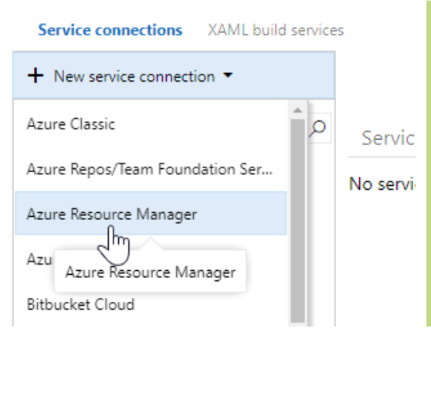 Service connections XAML build services
+ New service connection
Azure Classic
Servic
Azure Repos/Team Foundation Ser...
No servi
Azure Resource Manager
Azu
Azure Resource Manager
Bitbucket Cloud